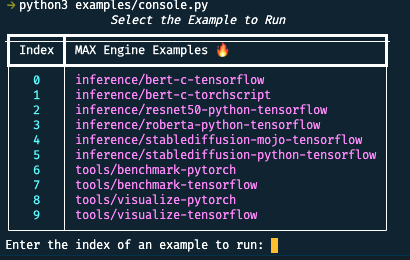 → python3 examples/console.py
Select the Example to Run
Index MAX Engine Examples 🔥
0 inference/bert-c-tensorflow
1 inference/bert-c-torchscript
2 inference/resnet50-python-tensorflow
3 inference/roberta-python-tensorflow
4 inference/stablediffusion-mojo-tensorflow
5 inference/stablediffusion-python-tensorflow
6 tools/benchmark-pytorch
7 tools/benchmark-tensorflow
8 tools/visualize-pytorch
9 tools/visualize-tensorflow
Enter the index of an example to run: